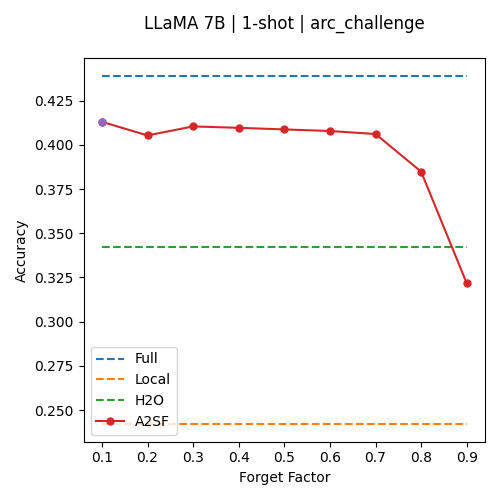 LLaMA 7B | 1-shot | arc_challenge
0.425
0.400
0.375
0.350
0.325
0.300
0.275
0.250
Accuracy
Full
Local
H2O
A2SF
0.1 0.2 0.3 0.4 0.5 0.6 0.7 0.8 0.9
Forget Factor